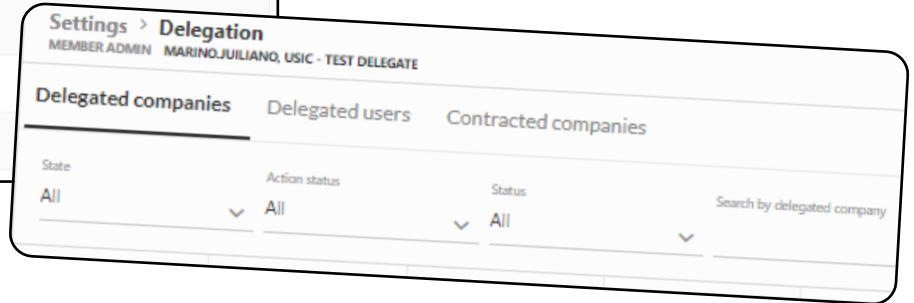 Settings > Delegation
MEMBER ADMIN MARINO.JUILIANO, USIC - TEST DELEGATE
Delegated companies Delegated users Contracted companies
State Action status Status Search by delegated company
All All All